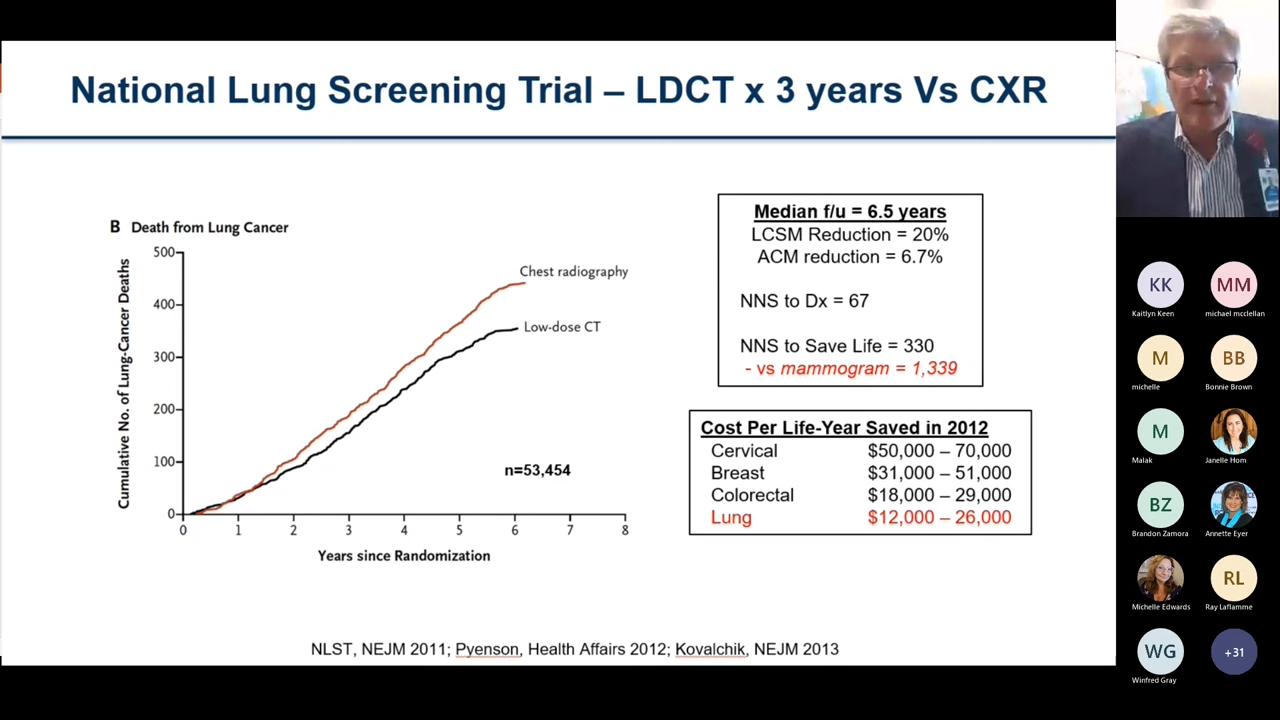 National Lung Screening Trial – LDCT x 3 years Vs CXR
B Death from Lung Cancer
Cumulative No. of Lung-Cancer Deaths
500
400
300
200
100
0
0 1 2 3 4 5 6 7 8
Years since Randomization
Chest radiography
Low-dose CT
n=53,454
Median f/u = 6.5 years
LCSM Reduction = 20%
ACM reduction = 6.7%
NNS to Dx = 67
NNS to Save Life = 330
- vs mammogram = 1,339
Cost Per Life-Year Saved in 2012
Cervical $50,000 – 70,000
Breast $31,000 – 51,000
Colorectal $18,000 – 29,000
Lung $12,000 – 26,000
NLST, NEJM 2011; Pyenson, Health Affairs 2012; Kovalchik, NEJM 2013
KK MM
Kaitlyn Keen michael mcclellan
M BB
michelle Bonnie Brown
M
Malak Janelle Hom
BZ
Brandon Zamora Annette Eyer
RL
Michelle Edwards Ray Laflamme
WG +31
Winfred Gray